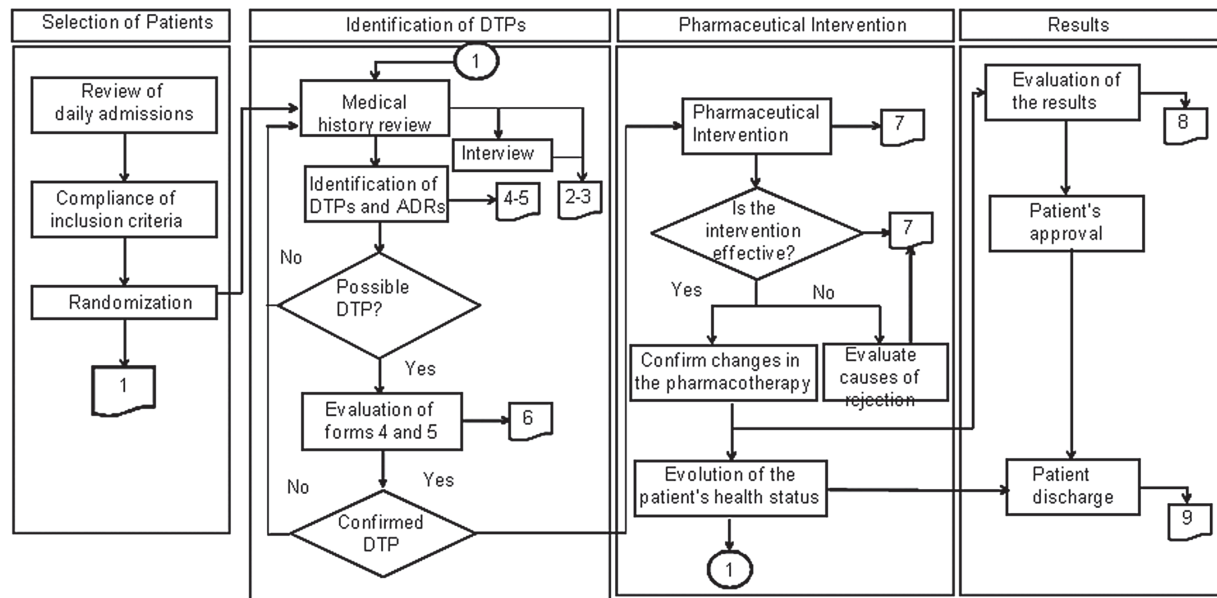 Selection of Patients
Review of
daily admissions
Compliance of
inclusion criteria
Randomization
1
Identification of DTPs
1
Medical
history review
Interview
2-3
Identification of
DTPs and ADRs
4-5
No
Possible
DTP?
Yes
Evaluation of
forms 4 and 5
6
No
Yes
Confirmed
DTP
Pharmaceutical Intervention
Pharmaceutical
Intervention
7
Is the
intervention
effective?
7
Yes
No
Confirm changes in
the pharmacotherapy
Evaluate
causes of
rejection
Evolution of the
patient's health status
1
Results
Evaluation of
the results
8
Patient's
approval
Patient
discharge
9